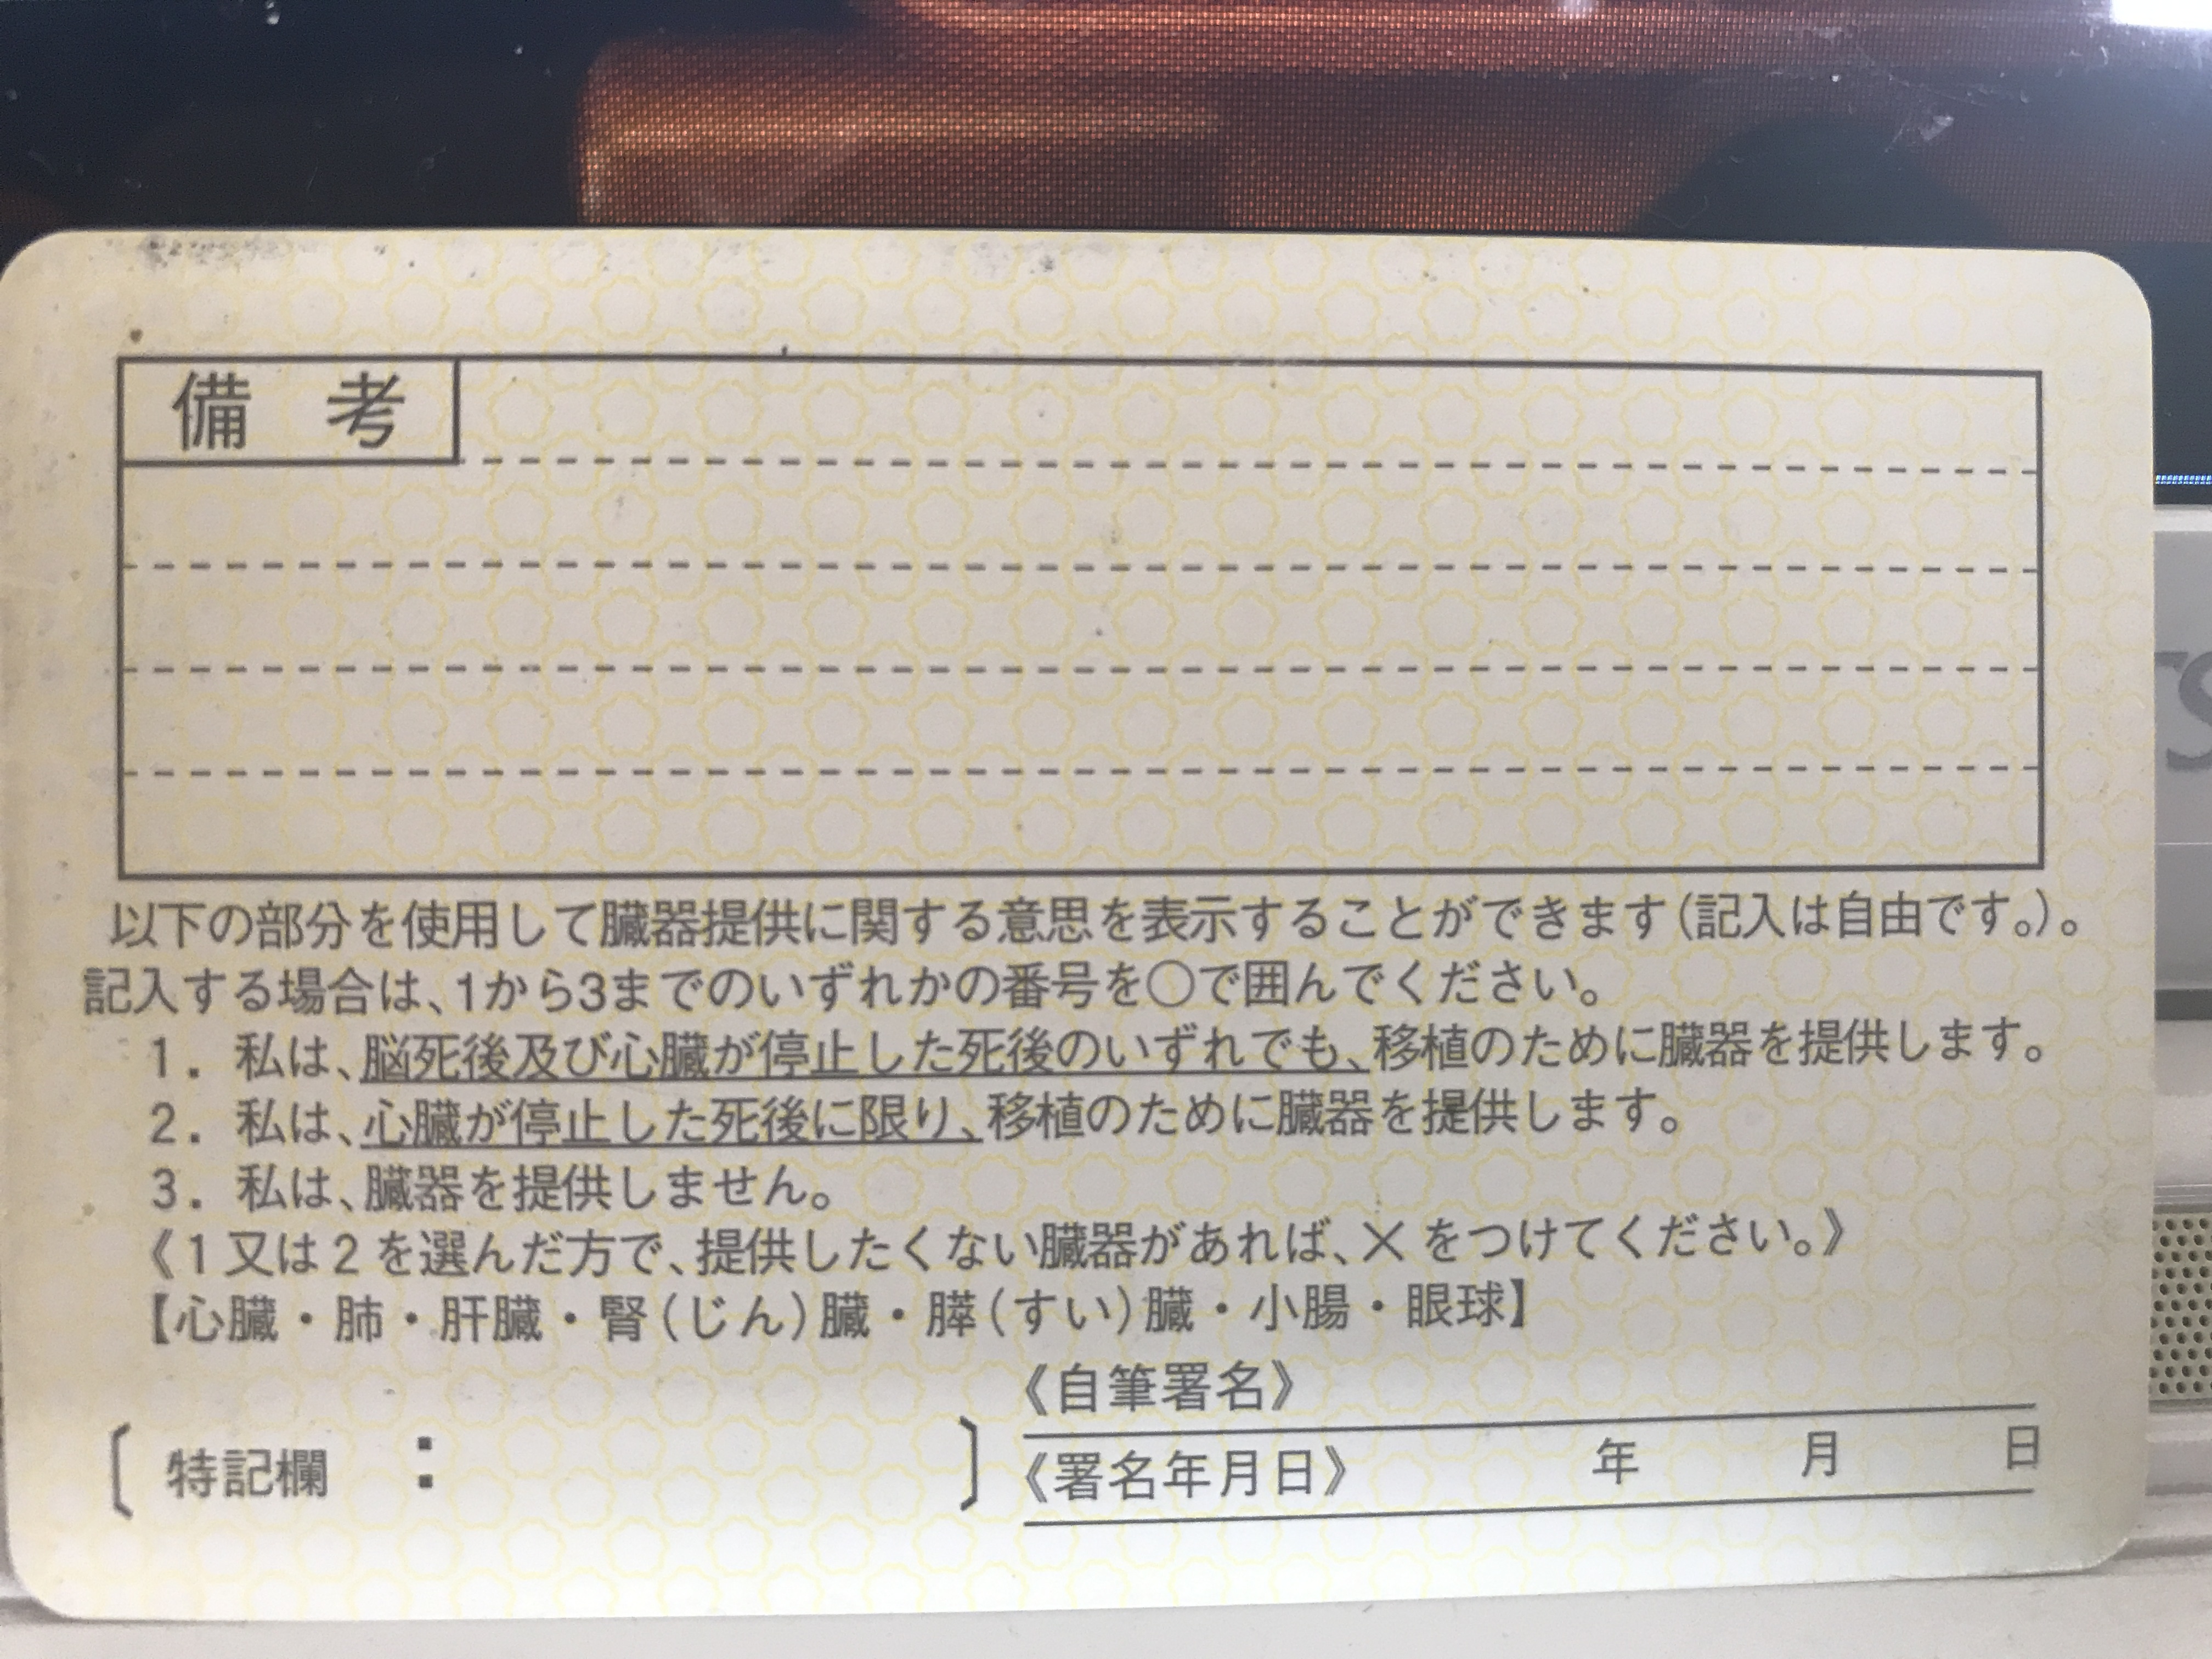 備考
以下の部分を使用して臓器提供に関する意思を表示することができます(記入は自由です。)。
記入する場合は、1から3までのいずれかの番号を○で囲んでください。
1. 私は、脳死後及び心臓が停止した死後のいずれでも、移植のために臓器を提供します。
2. 私は、心臓が停止した死後に限り、移植のために臓器を提供します。
3. 私は、臓器を提供しません。
《1又は2を選んだ方で、提供したくない臓器があれば、×をつけてください。》
【心臓・肺・肝臓・腎(じん)臓・膵(すい)臓・小腸・眼球】
《自筆署名》
〔特記欄 : 〕
《署名年月日》 年 月 日